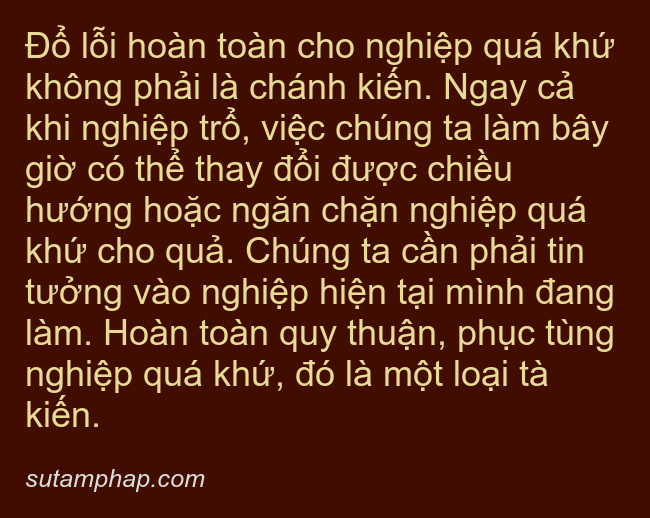 Đổ lỗi hoàn toàn cho nghiệp quá khứ
không phải là chánh kiến. Ngay cả
khi nghiệp trổ, việc chúng ta làm bây
giờ có thể thay đổi được chiều
hướng hoặc ngăn chặn nghiệp quá
khứ cho quả. Chúng ta cần phải tin
tưởng vào nghiệp hiện tại mình đang
làm. Hoàn toàn quy thuận, phục tùng
nghiệp quá khứ, đó là một loại tà
kiến.
sutamphap.com